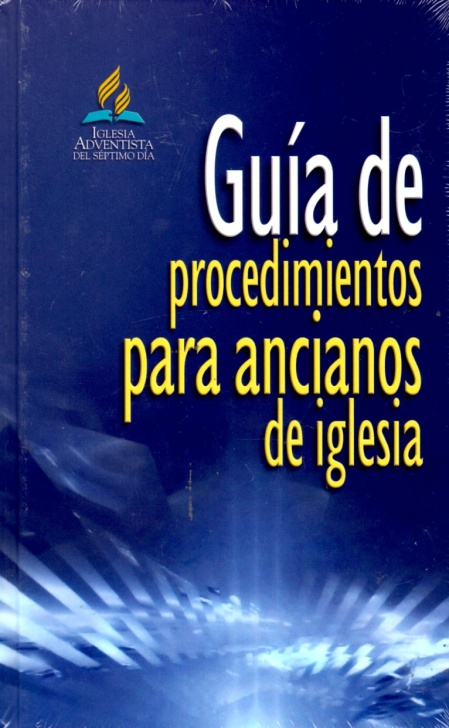 IGLESIA
ADVENTISTA
DEL SÉPTIMO DÍA
Guía de
procedimientos
para ancianos
de iglesia